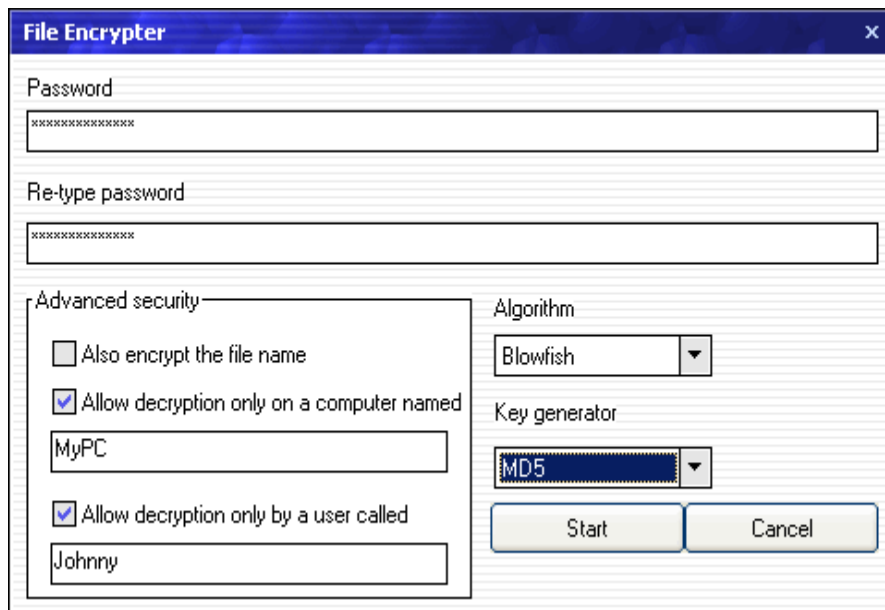 File Encrypter
Password
**************
Re-type password
**************
Advanced security
Also encrypt the file name
Allow decryption only on a computer named
MyPC
Allow decryption only by a user called
Johnny
Algorithm
Blowfish
Key generator
MD5
Start
Cancel